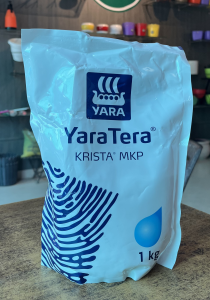 YARA
YaraTera®
KRISTA® MKP
1 kg